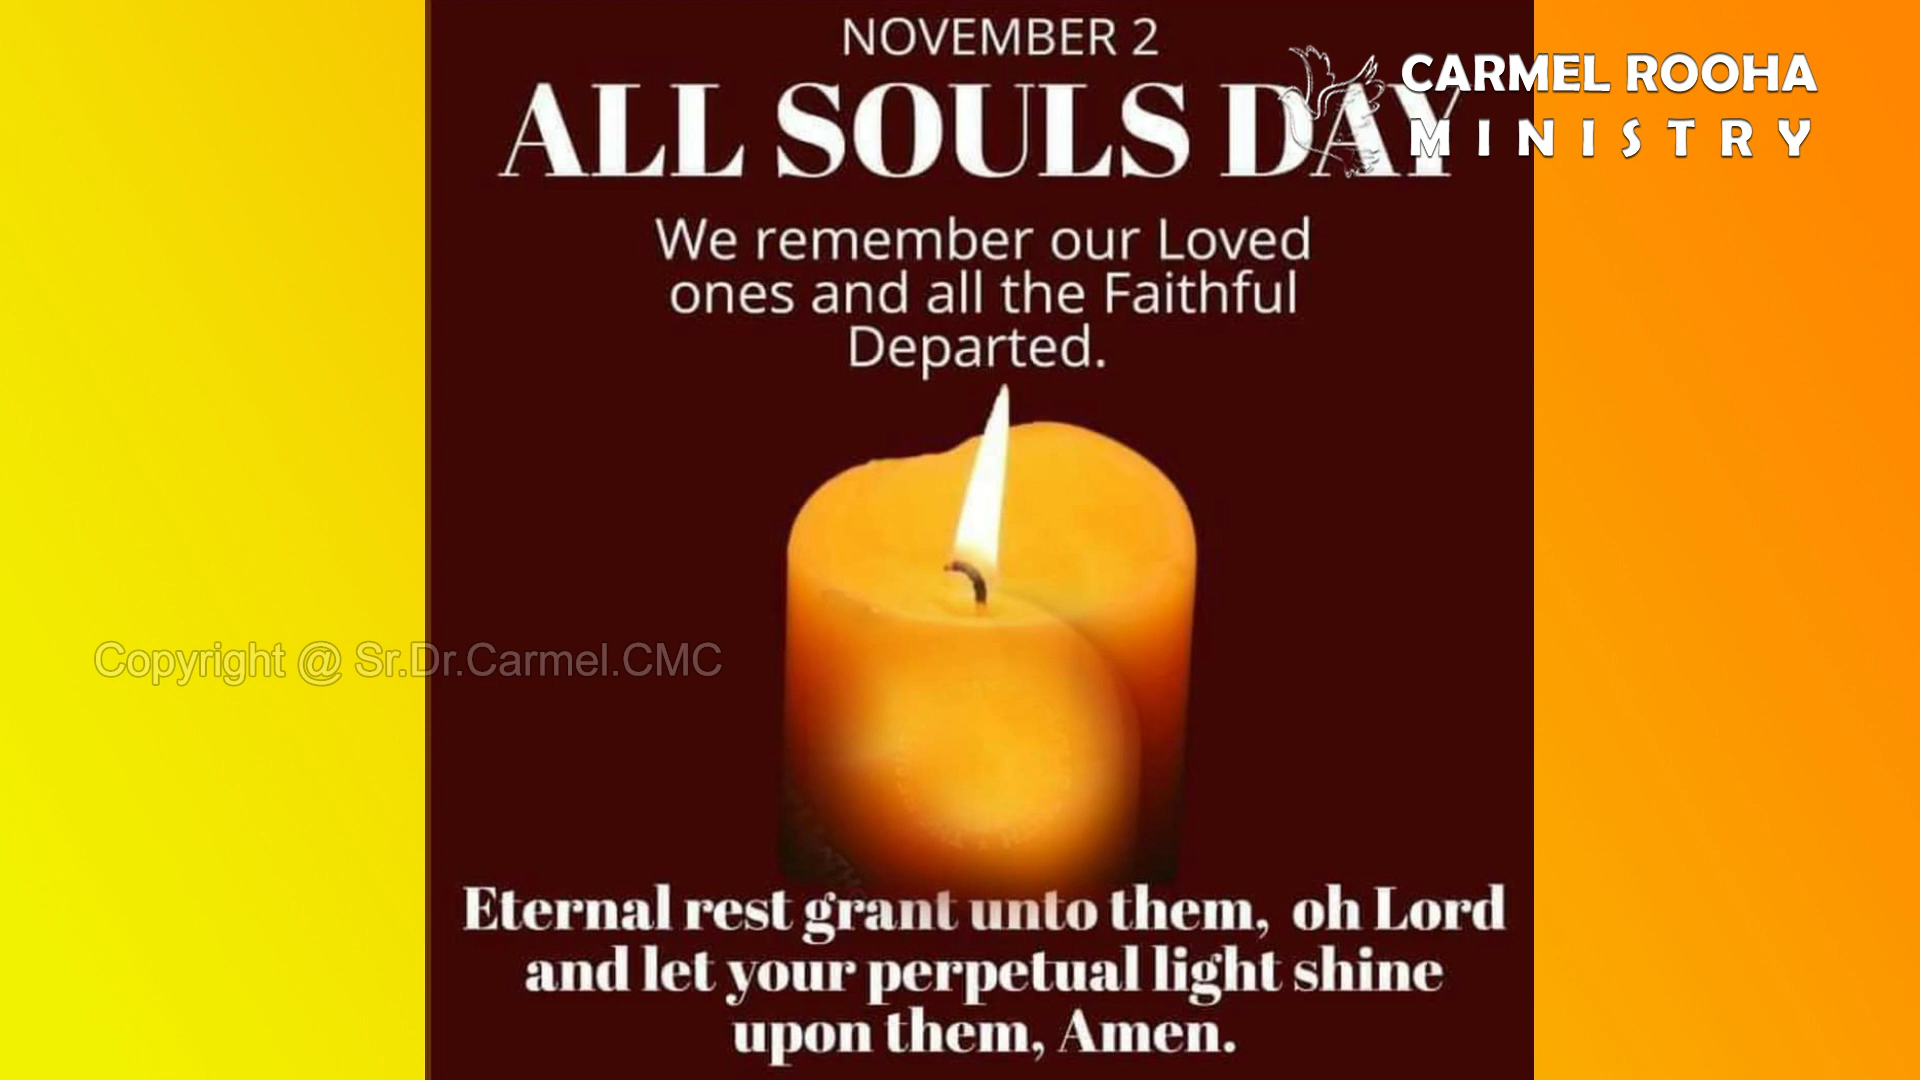 NOVEMBER 2
ALL SOULS DAY
CARMEL ROOHA
MINISTRY
We remember our Loved
ones and all the Faithful
Departed.
Copyright @ Sr.Dr.Carmel.CMC
Eternal rest grant unto them, oh Lord
and let your perpetual light shine
upon them, Amen.